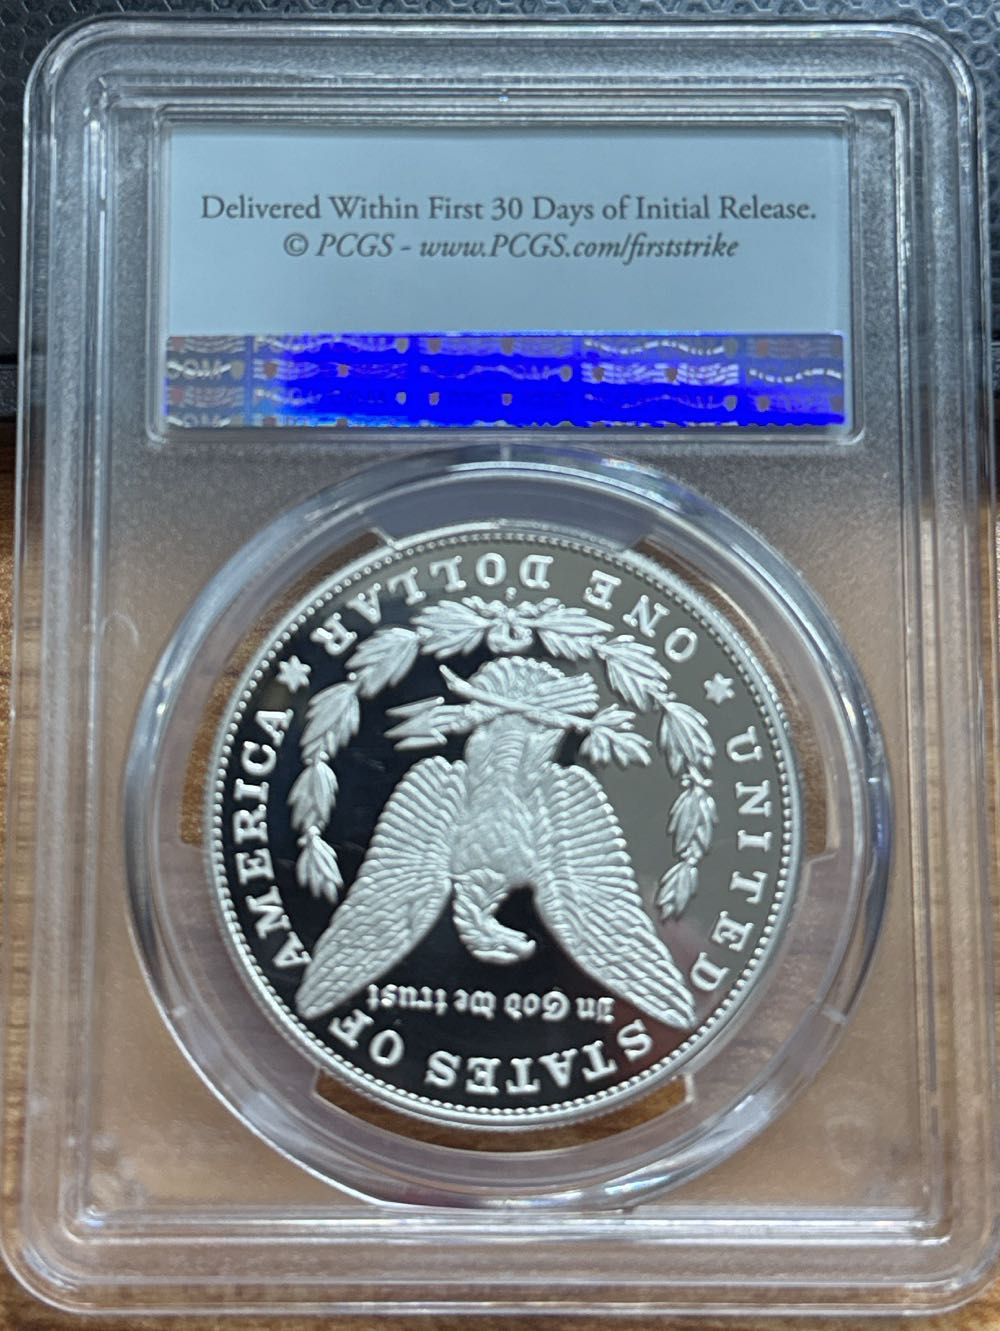 Delivered Within First 30 Days of Initial Release.
© PCGS - www.PCGS.com/firststrike
UNITED STATES OF AMERICA
In God we trust
ONE DOLLAR
S